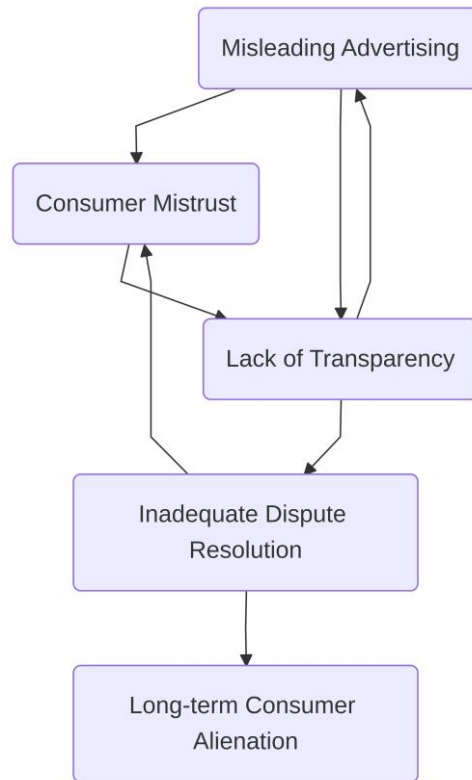 Misleading Advertising
Consumer Mistrust
Lack of Transparency
Inadequate Dispute
Resolution
Long-term Consumer
Alienation